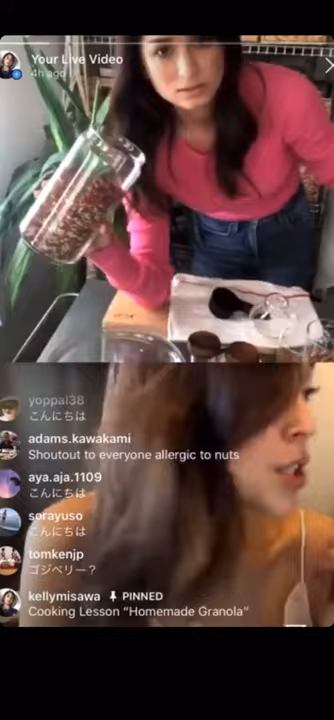 Your Live Video
4h ago
yoppal38
こんにちは
adams.kawakami
Shoutout to everyone allergic to nuts
aya.aja.1109
こんにちは
sorayuso
こんにちは
tomkenjp
ゴジベリー？
kellymisawa PINNED
Cooking Lesson "Homemade Granola"